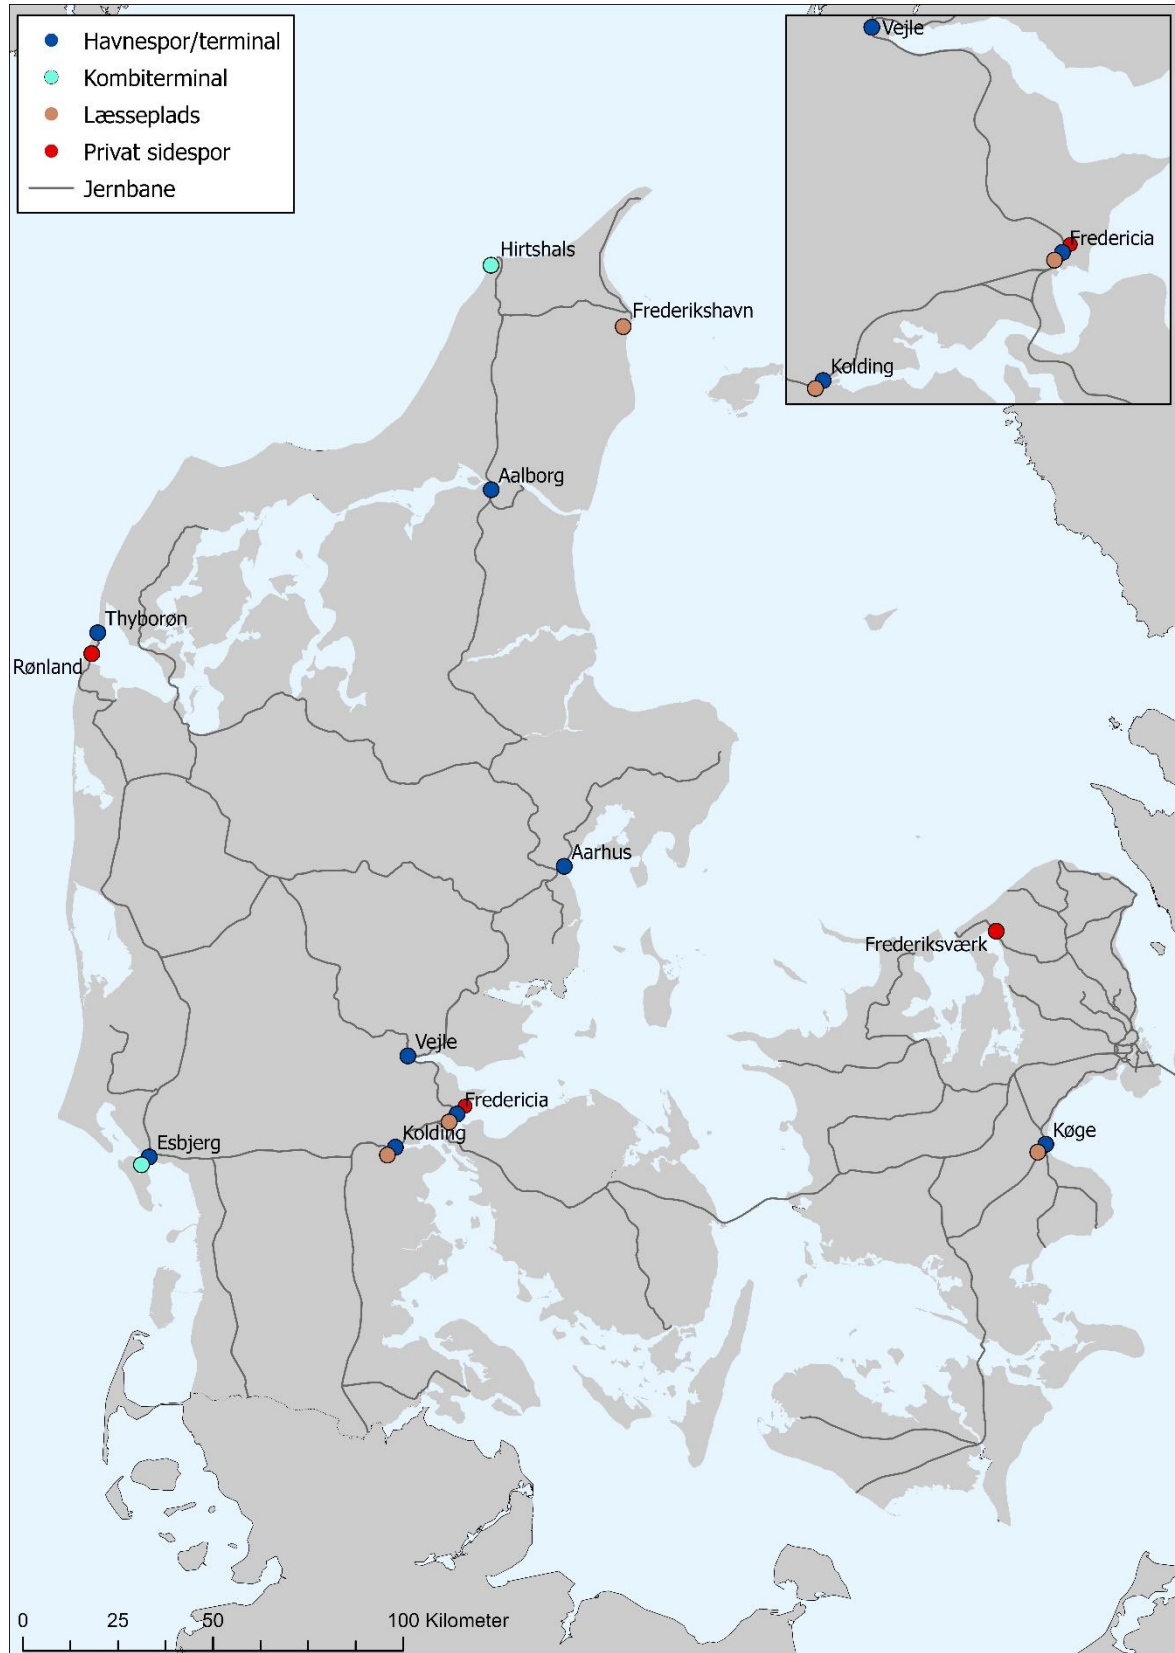 Havnespor/terminal
Kombiterminal
Læsseplads
Privat sidespor
Jernbane
Vejle
Fredericia
Kolding
Hirtshals
Frederikshavn
Aalborg
Thyborøn
Rønland
Aarhus
Frederiksværk
Vejle
Fredericia
Kolding
Esbjerg
Køge
0 25 50 100 Kilometer